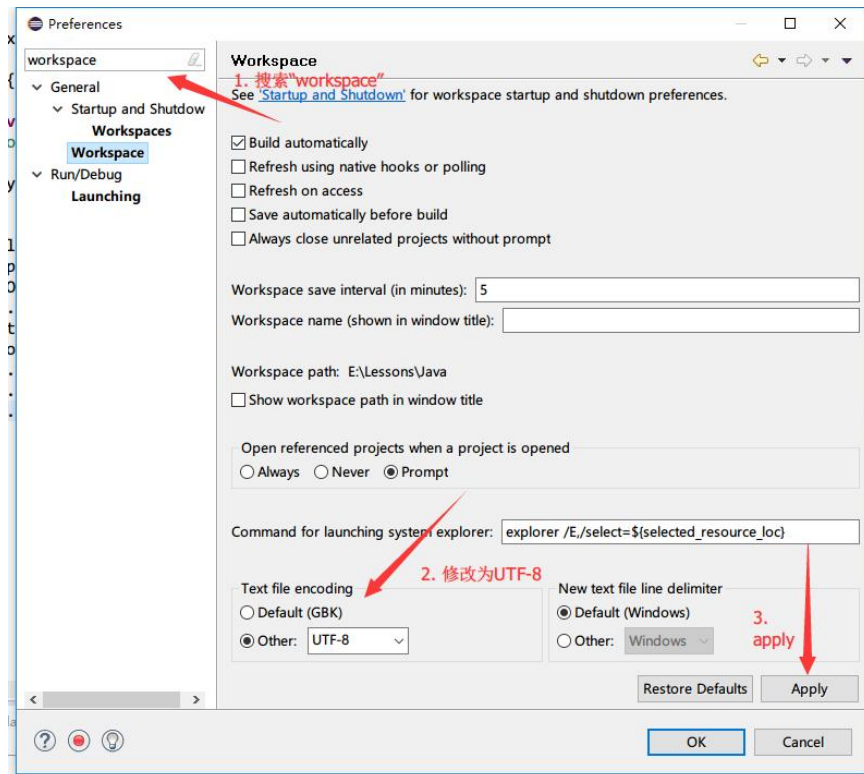 Preferences
workspace
General
Startup and Shutdow
Workspaces
Workspace
Run/Debug
Launching
Workspace
1. 搜索“workspace”
See 'Startup and Shutdown' for workspace startup and shutdown preferences.
Build automatically
Refresh using native hooks or polling
Refresh on access
Save automatically before build
Always close unrelated projects without prompt
Workspace save interval (in minutes): 5
Workspace name (shown in window title):
Workspace path: E:\Lessons\Java
Show workspace path in window title
Open referenced projects when a project is opened
Always Never Prompt
Command for launching system explorer: explorer /E,/select=${selected_resource_loc}
2. 修改为UTF-8
Text file encoding
Default (GBK)
Other: UTF-8
New text file line delimiter
Default (Windows)
Other: Windows
3.
apply
Restore Defaults Apply
OK Cancel